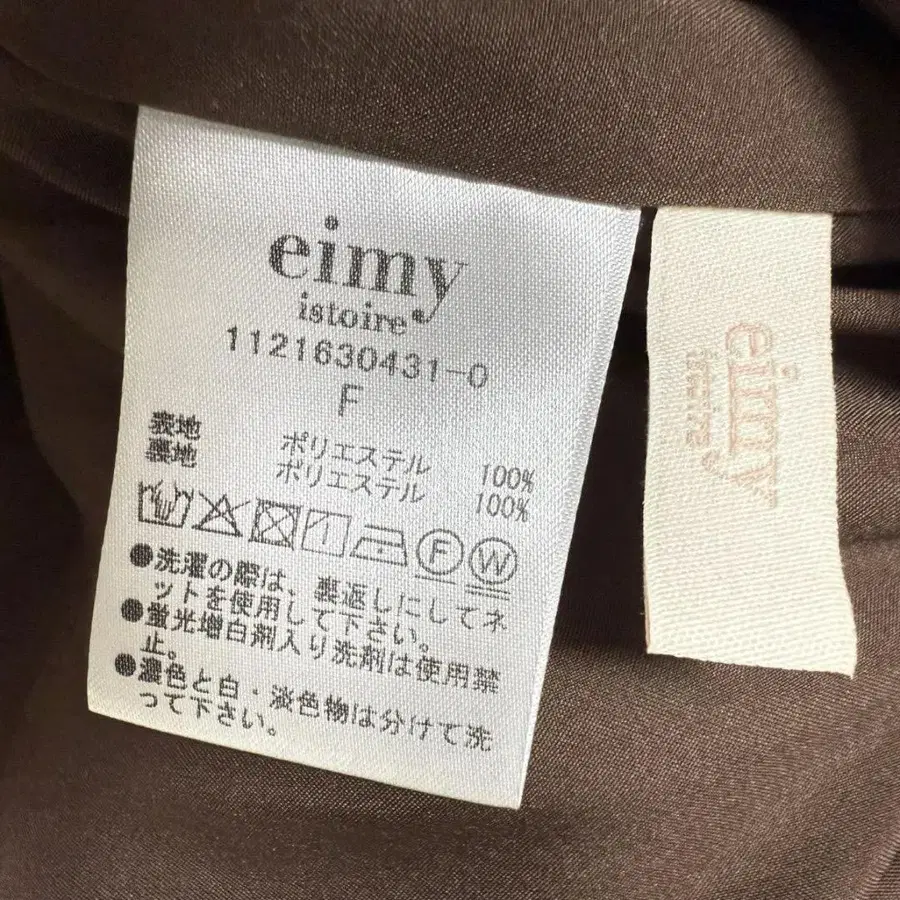 eimy
istoire
1121630431-0
F
表地 ポリエステル 100%
裏地 ポリエステル 100%
F W
●洗濯の際は、裏返しにしてネ
ットを使用して下さい。
●蛍光増白剤入り洗剤は使用禁
止。
●濃色と白・淡色物は分けて洗
って下さい。
eimy
istoire